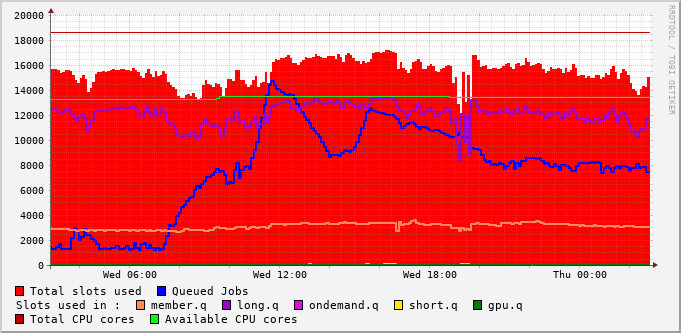 20000
18000
16000
14000
12000
10000
8000
6000
4000
2000
0
Wed 06:00 Wed 12:00 Wed 18:00 Thu 00:00
Total slots used Queued Jobs
Slots used in : member.q long.q ondemand.q short.q gpu.q
Total CPU cores Available CPU cores
RRDTOOL / TOBI OETIKER